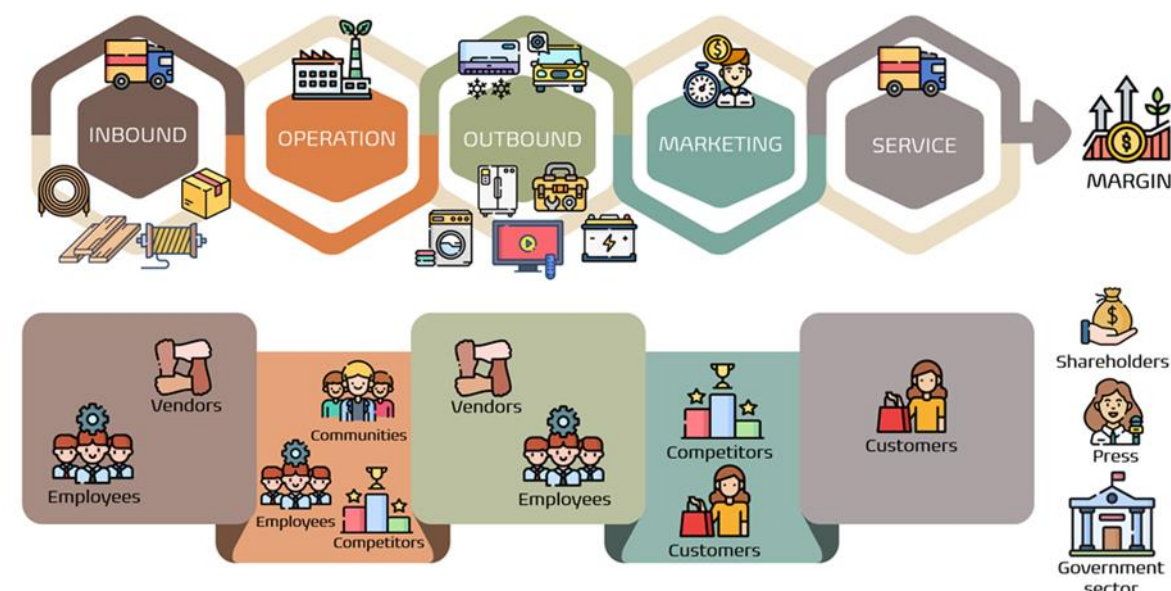 INBOUND
OPERATION
OUTBOUND
MARKETING
SERVICE
MARGIN
Vendors
Employees
Communities
Employees
Competitors
Vendors
Employees
Competitors
Customers
Customers
Shareholders
Press
Government
sector